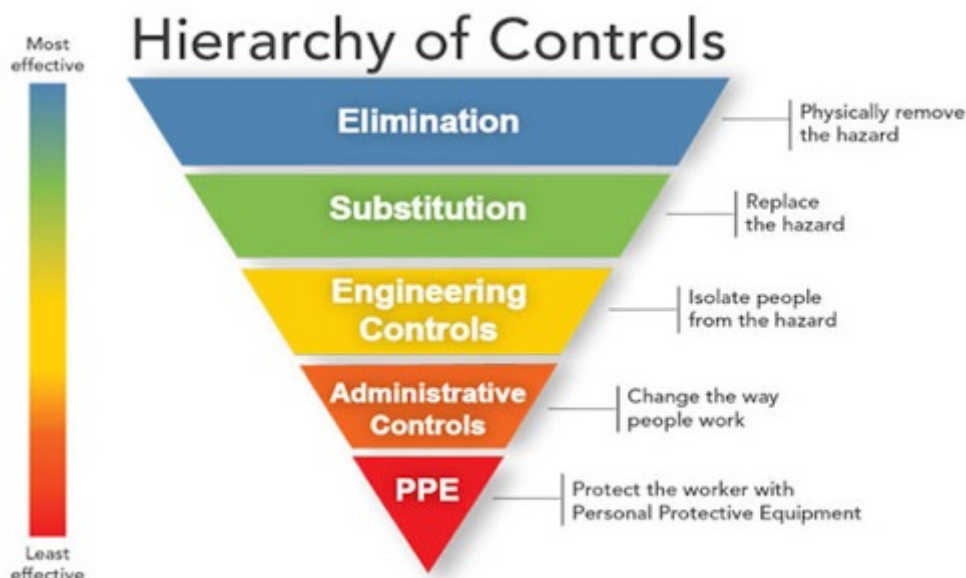 Hierarchy of Controls
Most
effective
Elimination
Physically remove
the hazard
Substitution
Replace
the hazard
Engineering
Controls
Isolate people
from the hazard
Administrative
Controls
Change the way
people work
PPE
Protect the worker with
Personal Protective Equipment
Least
effective